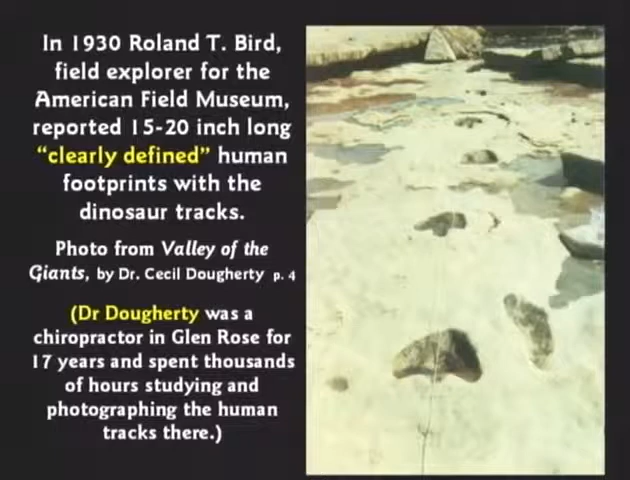 In 1930 Roland T. Bird,
field explorer for the
American Field Museum,
reported 15-20 inch long
“clearly defined” human
footprints with the
dinosaur tracks.
Photo from Valley of the
Giants, by Dr. Cecil Dougherty p. 4
(Dr Dougherty was a
chiropractor in Glen Rose for
17 years and spent thousands
of hours studying and
photographing the human
tracks there.)